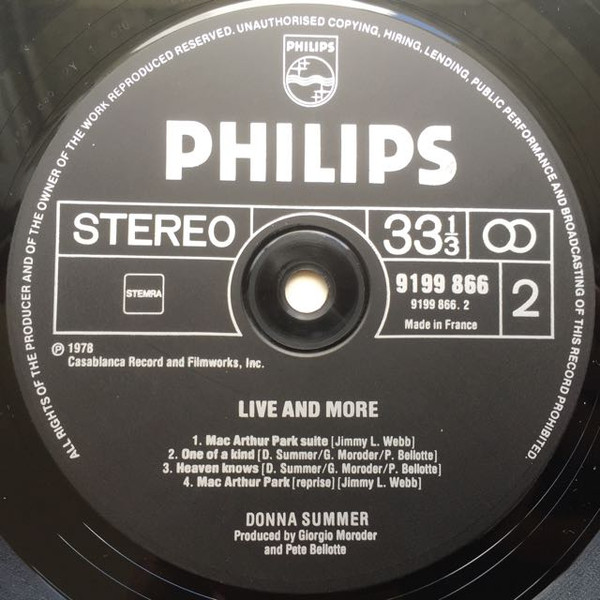 ALL RIGHTS OF THE PRODUCER AND OF THE OWNER OF THE WORK REPRODUCED RESERVED. UNAUTHORISED COPYING, HIRING, LENDING, PUBLIC PERFORMANCE AND BROADCASTING OF THIS RECORD PROHIBITED.
PHILIPS
PHILIPS
STEREO
33 1/3
STEMRA
9199 866
9199 866. 2
Made in France
2
℗ 1978
Casablanca Record and Filmworks, Inc.
LIVE AND MORE
1. Mac Arthur Park suite [Jimmy L. Webb]
2. One of a kind [D. Summer/G. Moroder/P. Bellotte]
3. Heaven knows [D. Summer/G. Moroder/P. Bellotte]
4. Mac Arthur Park [reprise] [Jimmy L. Webb]
DONNA SUMMER
Produced by Giorgio Moroder
and Pete Bellotte